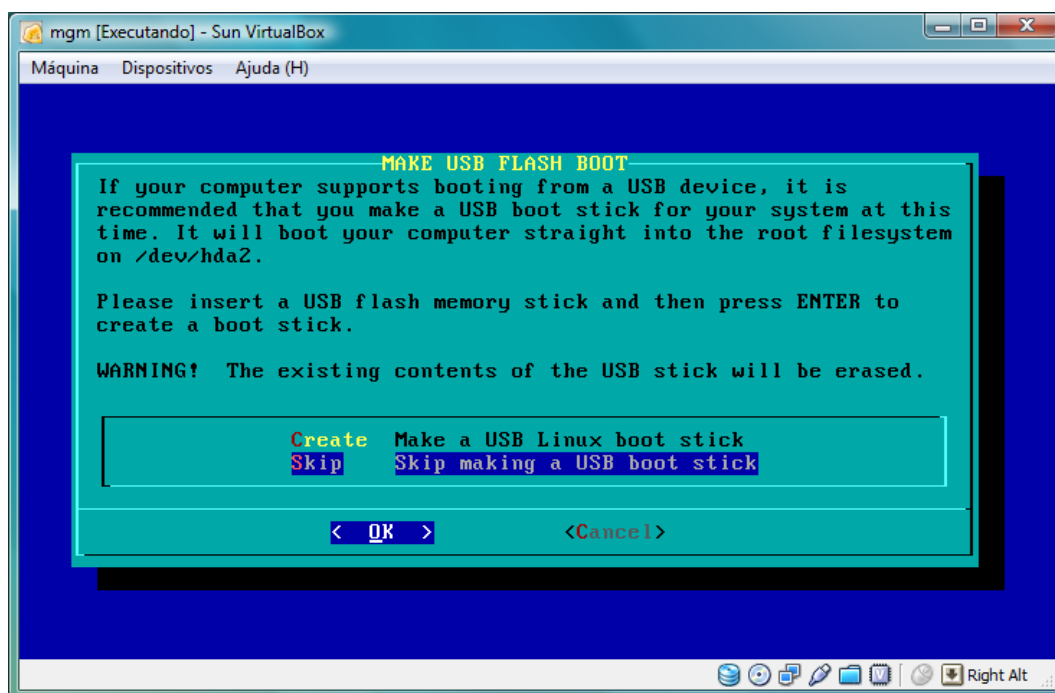 mgm [Executando] - Sun VirtualBox
Máquina Dispositivos Ajuda (H)
MAKE USB FLASH BOOT
If your computer supports booting from a USB device, it is
recommended that you make a USB boot stick for your system at this
time. It will boot your computer straight into the root filesystem
on /dev/hda2.
Please insert a USB flash memory stick and then press ENTER to
create a boot stick.
WARNING! The existing contents of the USB stick will be erased.
Create Make a USB Linux boot stick
Skip Skip making a USB boot stick
< OK > <Cancel>
Right Alt